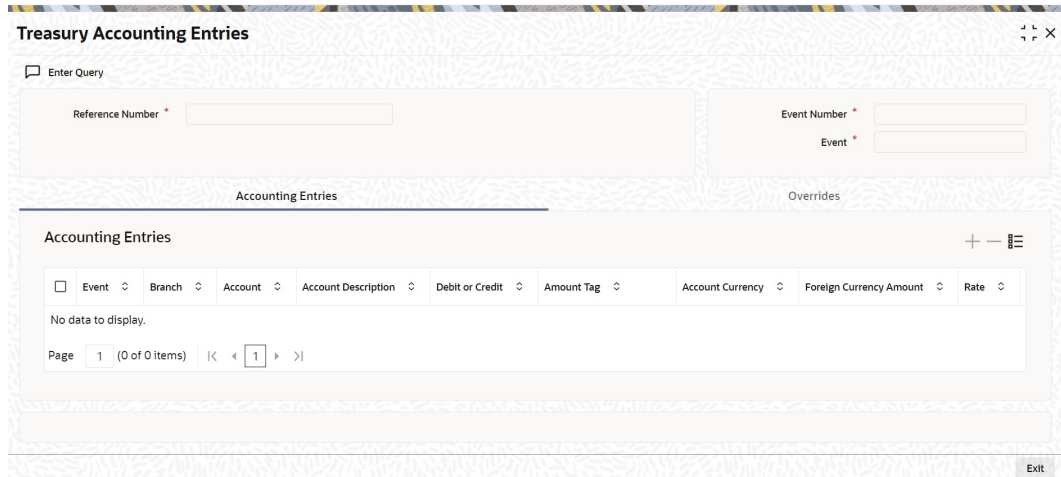 Treasury Accounting Entries
Enter Query
Reference Number *
Event Number *
Event *
Accounting Entries Overrides
Accounting Entries
Event Branch Account Account Description Debit or Credit Amount Tag Account Currency Foreign Currency Amount Rate
No data to display.
Page 1 (0 of 0 items) 1
Exit